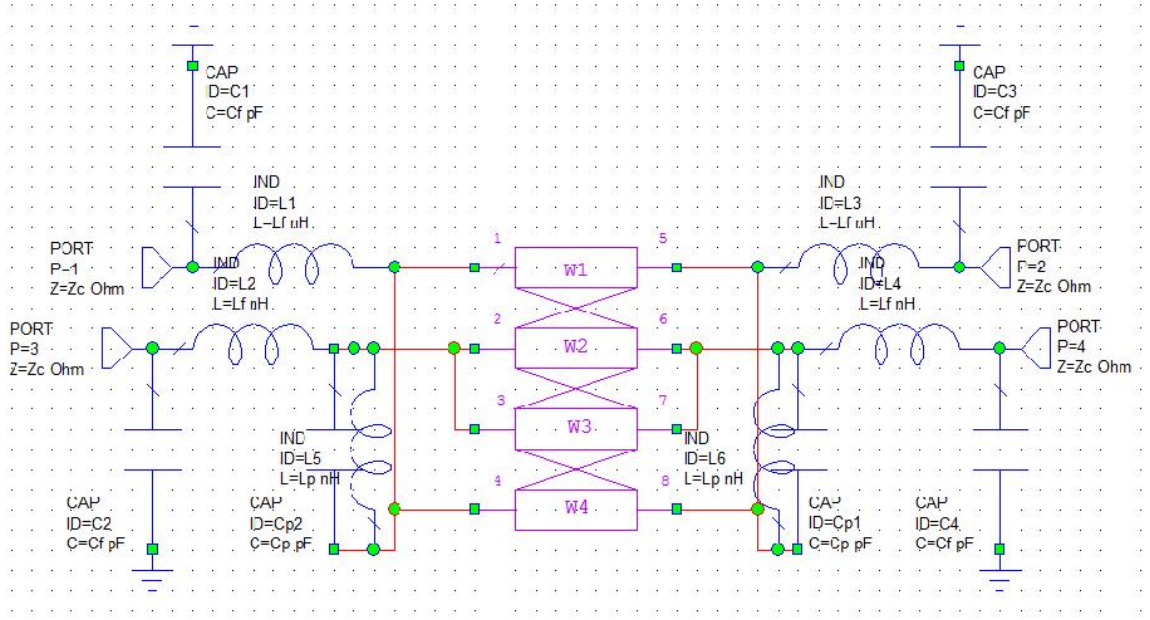 CAP
ID=C1
C=Cf pF
CAP
ID=C3
C=Cf pF
IND
ID=L1
L=Lf nH
IND
ID=L3
L=Lf nH
PORT
P=1
Z=Zc Ohm
1
W1
5
PORT
P=2
Z=Zc Ohm
IND
ID=L2
L=Lf nH
IND
ID=L4
L=Lf nH
PORT
P=3
Z=Zc Ohm
2
W2
6
PORT
P=4
Z=Zc Ohm
3
W3
7
IND
ID=L5
L=Lp nH
IND
ID=L6
L=Lp nH
4
W4
8
CAP
ID=C2
C=Cf pF
CAP
ID=Cp2
C=Cp pF
CAP
ID=Cp1
C=Cp pF
CAP
ID=C4
C=Cf pF